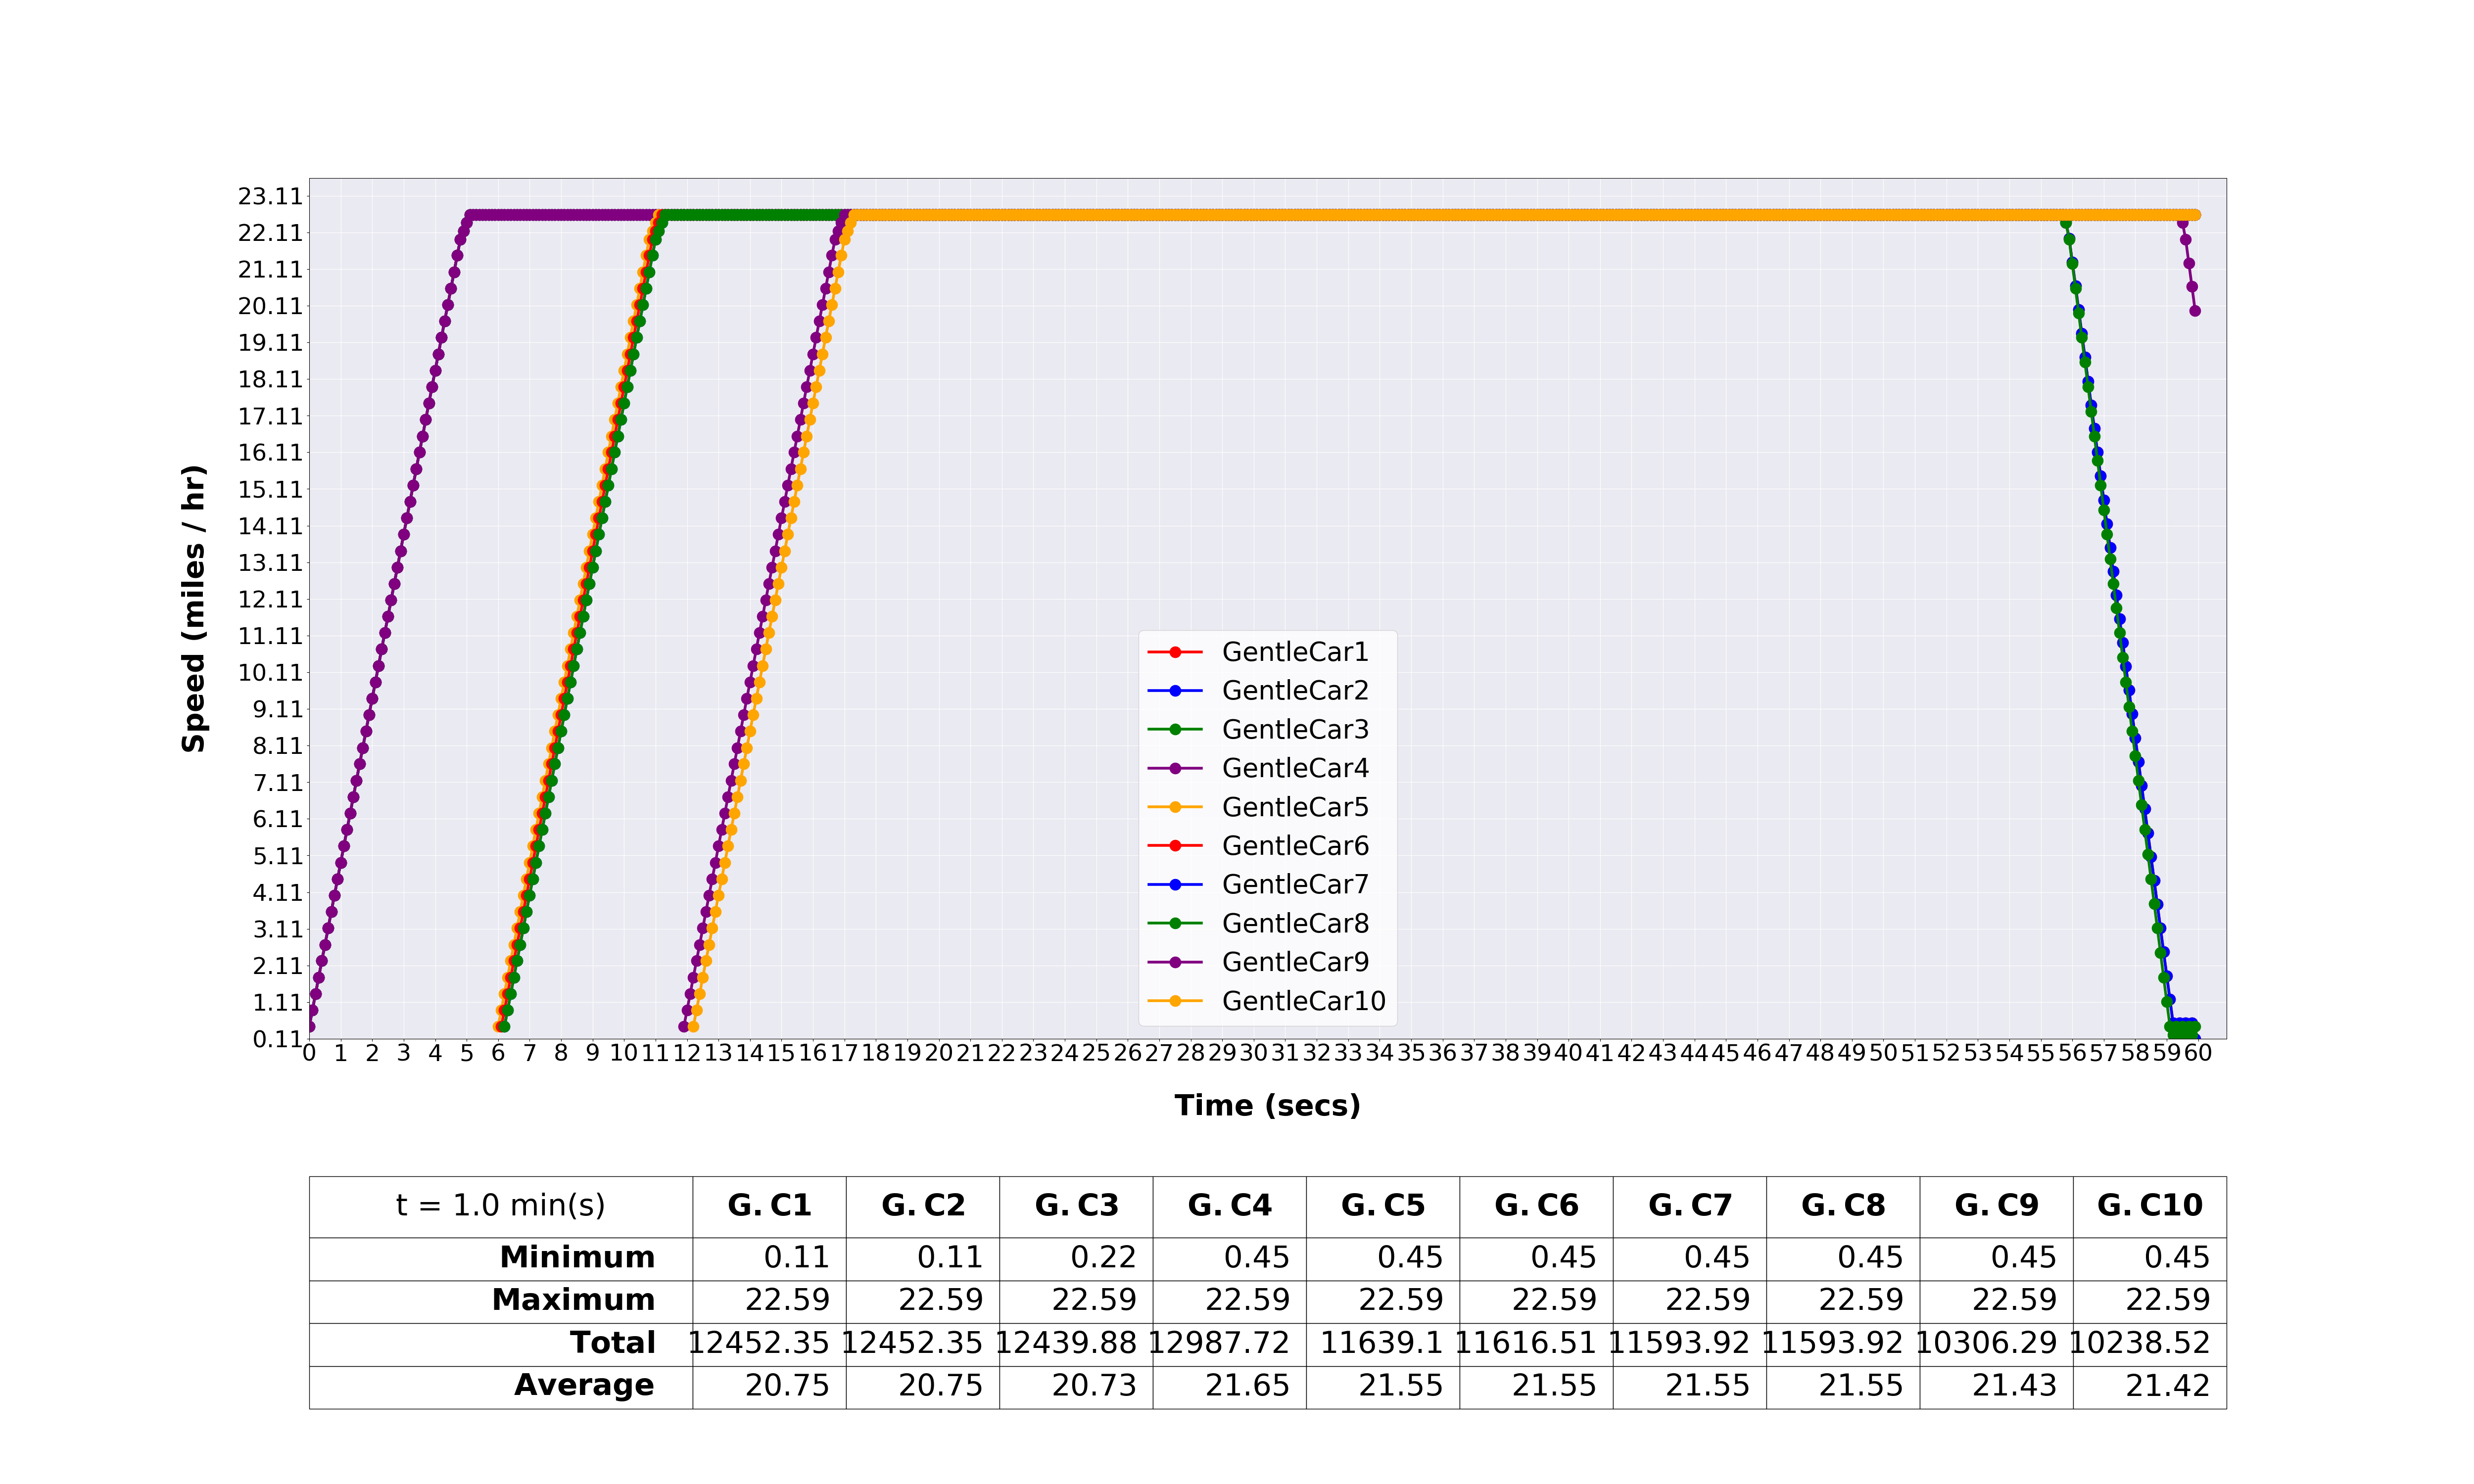 23.11
22.11
21.11
20.11
19.11
18.11
17.11
16.11
15.11
14.11
13.11
12.11
11.11
10.11
9.11
8.11
7.11
6.11
5.11
4.11
3.11
2.11
1.11
0.11
Speed (miles / hr)
GentleCar1
GentleCar2
GentleCar3
GentleCar4
GentleCar5
GentleCar6
GentleCar7
GentleCar8
GentleCar9
GentleCar10
0 1 2 3 4 5 6 7 8 9 10 11 12 13 14 15 16 17 18 19 20 21 22 23 24 25 26 27 28 29 30 31 32 33 34 35 36 37 38 39 40 41 42 43 44 45 46 47 48 49 50 51 52 53 54 55 56 57 58 59 60
Time (secs)
t = 1.0 min(s) G. C1 G. C2 G. C3 G. C4 G. C5 G. C6 G. C7 G. C8 G. C9 G. C10
Minimum 0.11 0.11 0.22 0.45 0.45 0.45 0.45 0.45 0.45 0.45
Maximum 22.59 22.59 22.59 22.59 22.59 22.59 22.59 22.59 22.59 22.59
Total 12452.35 12452.35 12439.88 12987.72 11639.1 11616.51 11593.92 11593.92 10306.29 10238.52
Average 20.75 20.75 20.73 21.65 21.55 21.55 21.55 21.55 21.43 21.42